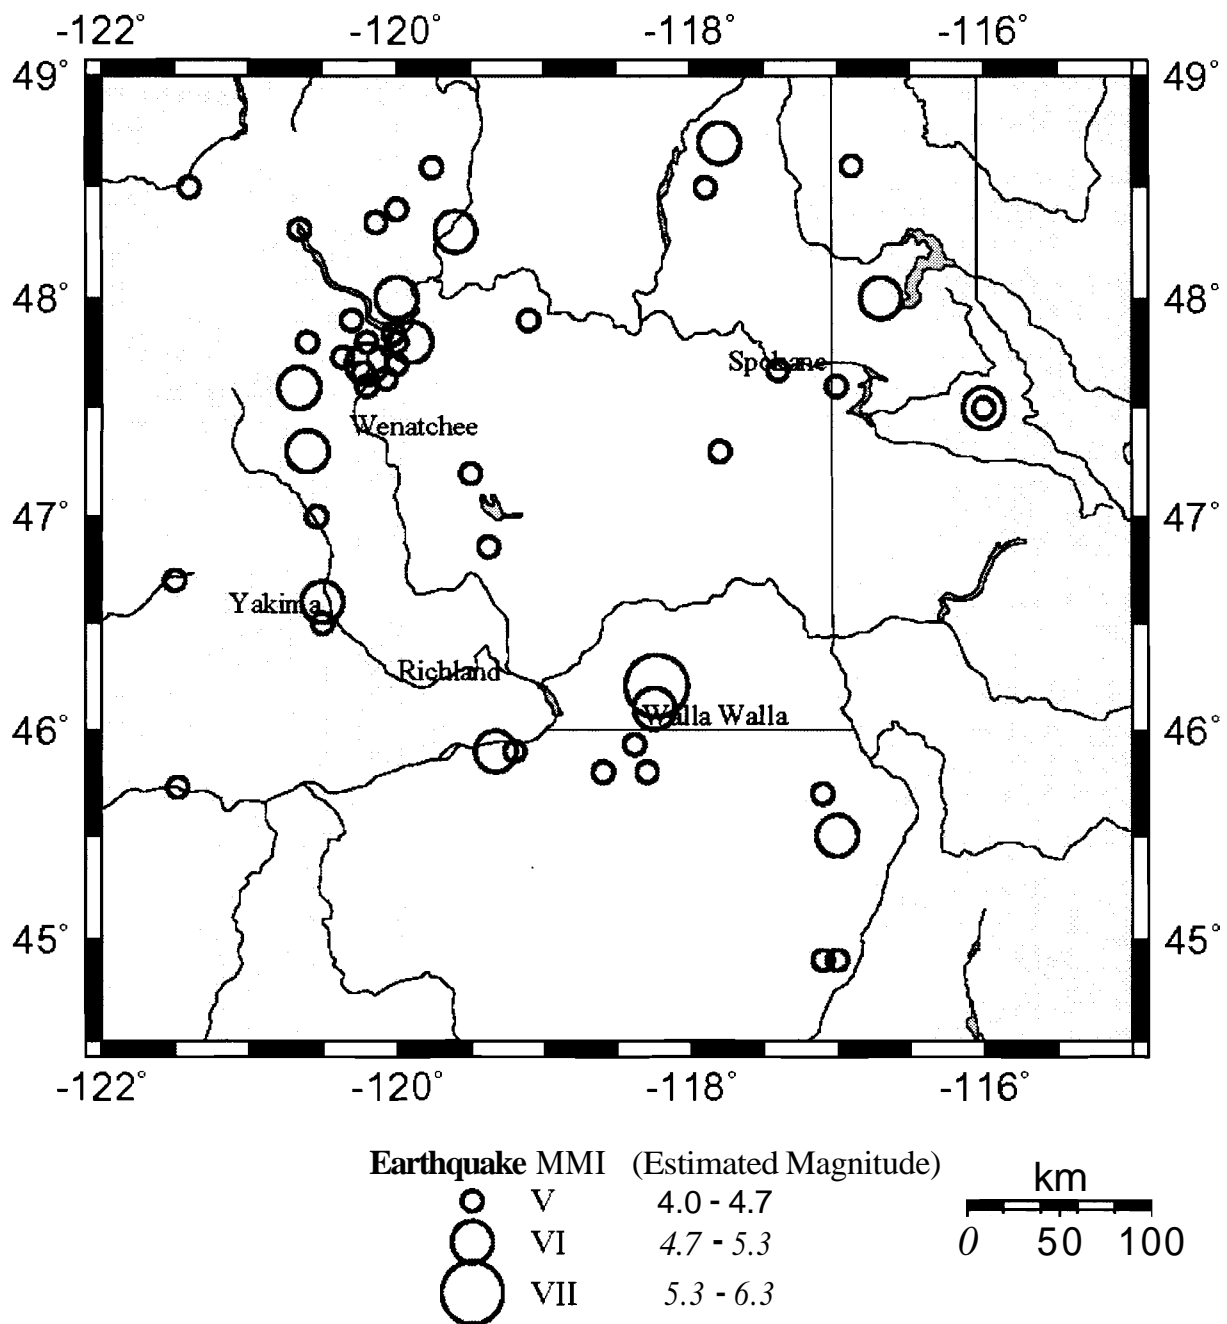 -122° -120° -118° -116°
49° 49°
48° 48°
Spokane
Wenatchee
47° 47°
Yakima
Richland
Walla Walla
46° 46°
45° 45°
-122° -120° -118° -116°
Earthquake MMI (Estimated Magnitude)
V 4.0 - 4.7
VI 4.7 - 5.3
VII 5.3 - 6.3
km
0 50 100